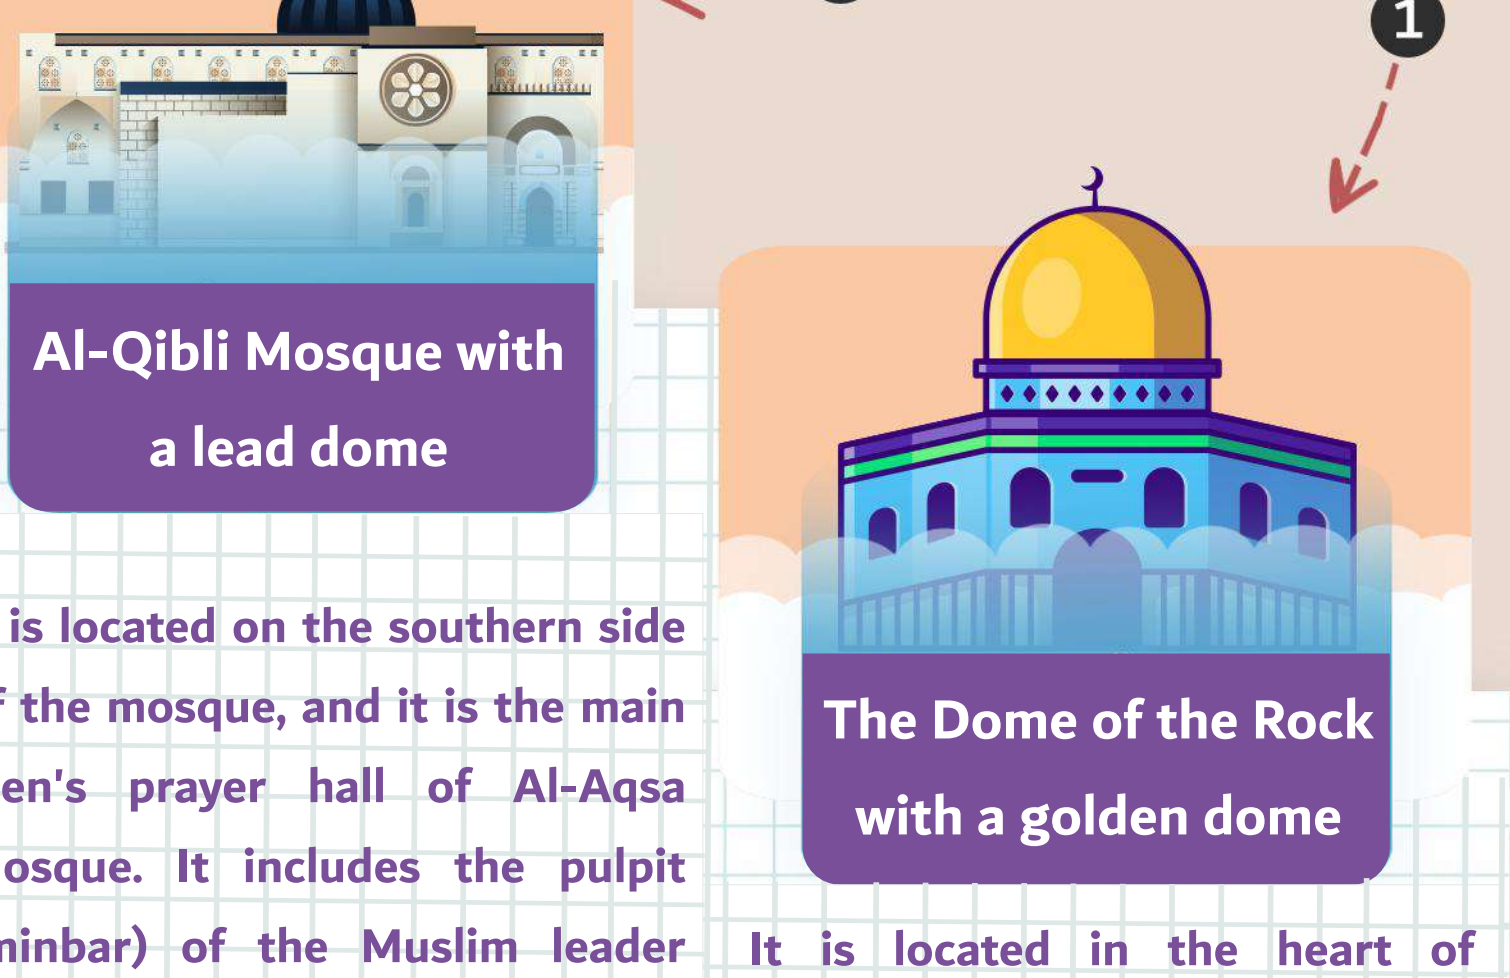 1
Al-Qibli Mosque with
a lead dome
is located on the southern side
the mosque, and it is the main
prayer hall of Al-Aqsa
It includes the pulpit
of the Muslim leader
The Dome of the Rock
with a golden dome
It is located in the heart of